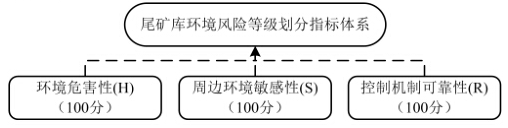 尾矿库环境风险等级划分指标体系
环境危害性(H)
（100分）
周边环境敏感性(S)
（100分）
控制机制可靠性(R)
（100分）